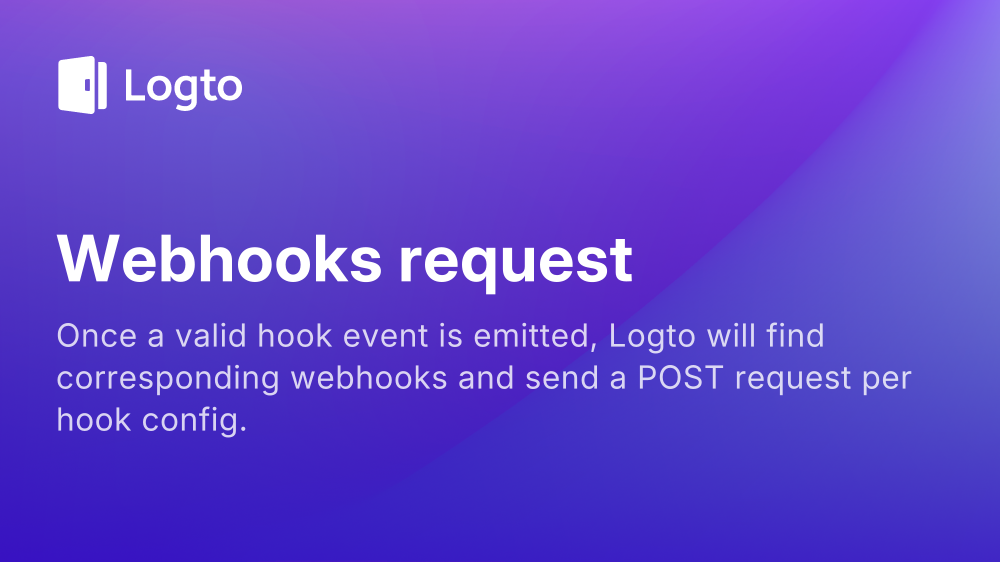 Logto
Webhooks request
Once a valid hook event is emitted, Logto will find
corresponding webhooks and send a POST request per
hook config.